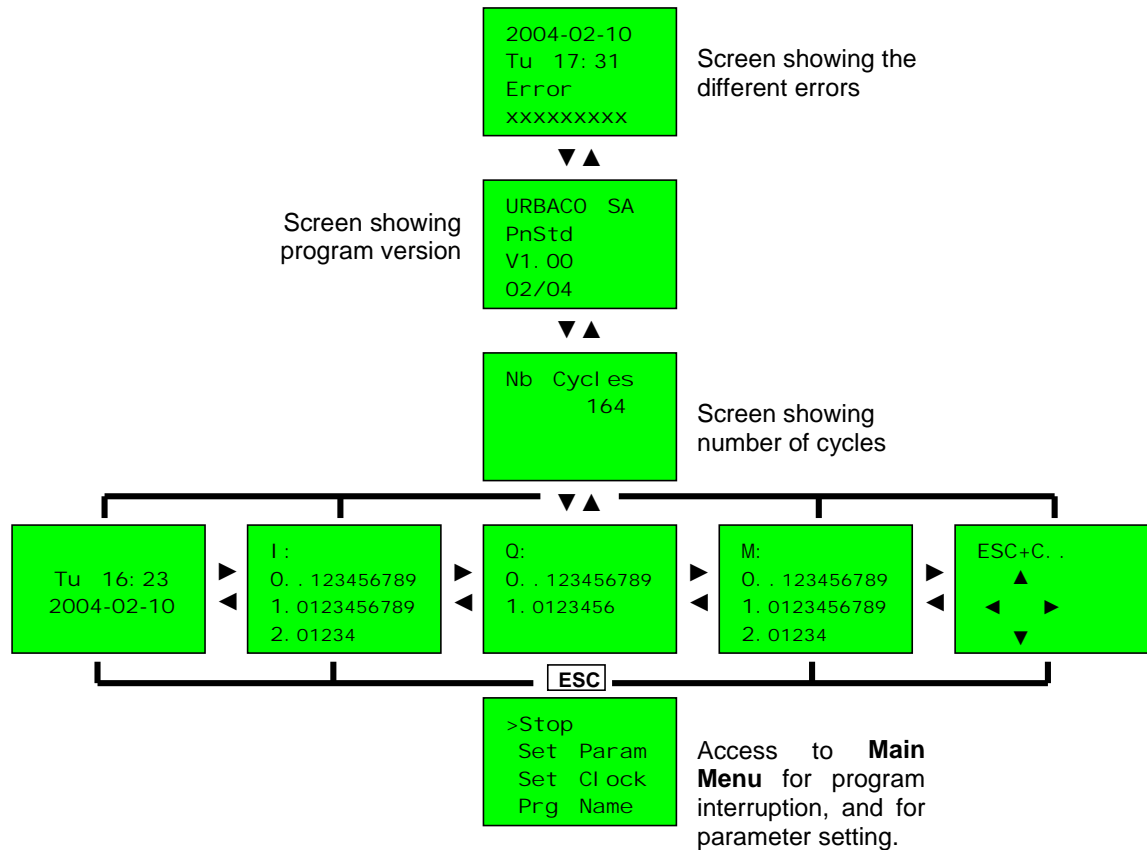 2004-02-10
Tu 17:31
Error
xxxxxxxxx
Screen showing the
different errors
▼▲
Screen showing
program version
URBACO SA
PnStd
V1.00
02/04
▼▲
Nb Cycles
164
Screen showing
number of cycles
▼▲
Tu 16:23
2004-02-10
►
◄
I:
0..123456789
1.0123456789
2.01234
►
◄
Q:
0..123456789
1.0123456
►
◄
M:
0..123456789
1.0123456789
2.01234
►
◄
ESC+C..
▲
◄ ►
▼
ESC
>Stop
Set Param
Set Clock
Prg Name
Access to Main
Menu for program
interruption, and for
parameter setting.